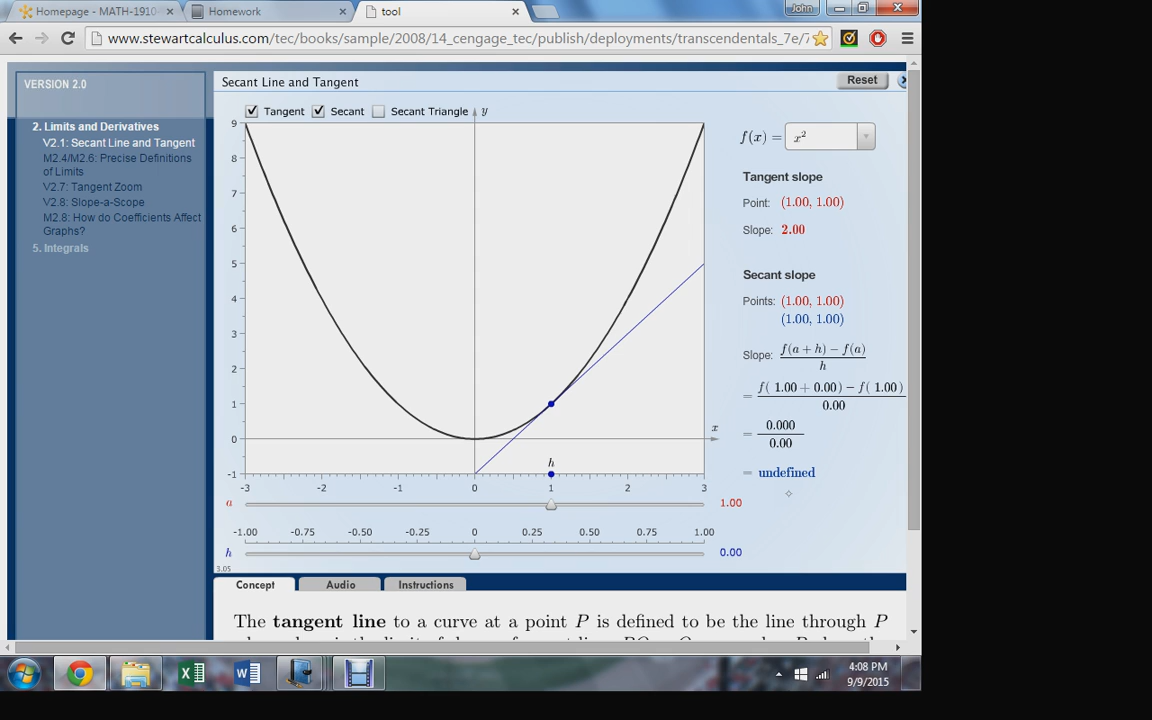 Homepage - MATH-1910
Homework
tool
John
www.stewartcalculus.com/tec/books/sample/2008/14_cengage_tec/publish/deployments/transcendentals_7e/7
VERSION 2.0
2. Limits and Derivatives
V2.1: Secant Line and Tangent
M2.4/M2.6: Precise Definitions
of Limits
V2.7: Tangent Zoom
V2.8: Slope-a-Scope
M2.8: How do Coefficients Affect
Graphs?
5. Integrals
Secant Line and Tangent
Reset
Tangent Secant Secant Triangle
y
9
8
7
6
5
4
3
2
1
0
-1
x
h
-3 -2 -1 0 1 2 3
a 1.00
-1.00 -0.75 -0.50 -0.25 0 0.25 0.50 0.75 1.00
h 0.00
3.05
f(x) = x²
Tangent slope
Point: (1.00, 1.00)
Slope: 2.00
Secant slope
Points: (1.00, 1.00)
(1.00, 1.00)
Slope: f(a + h) − f(a)
h
= f( 1.00 + 0.00) − f( 1.00)
0.00
= 0.000
0.00
= undefined
Concept Audio Instructions
The tangent line to a curve at a point P is defined to be the line through P
4:08 PM
9/9/2015